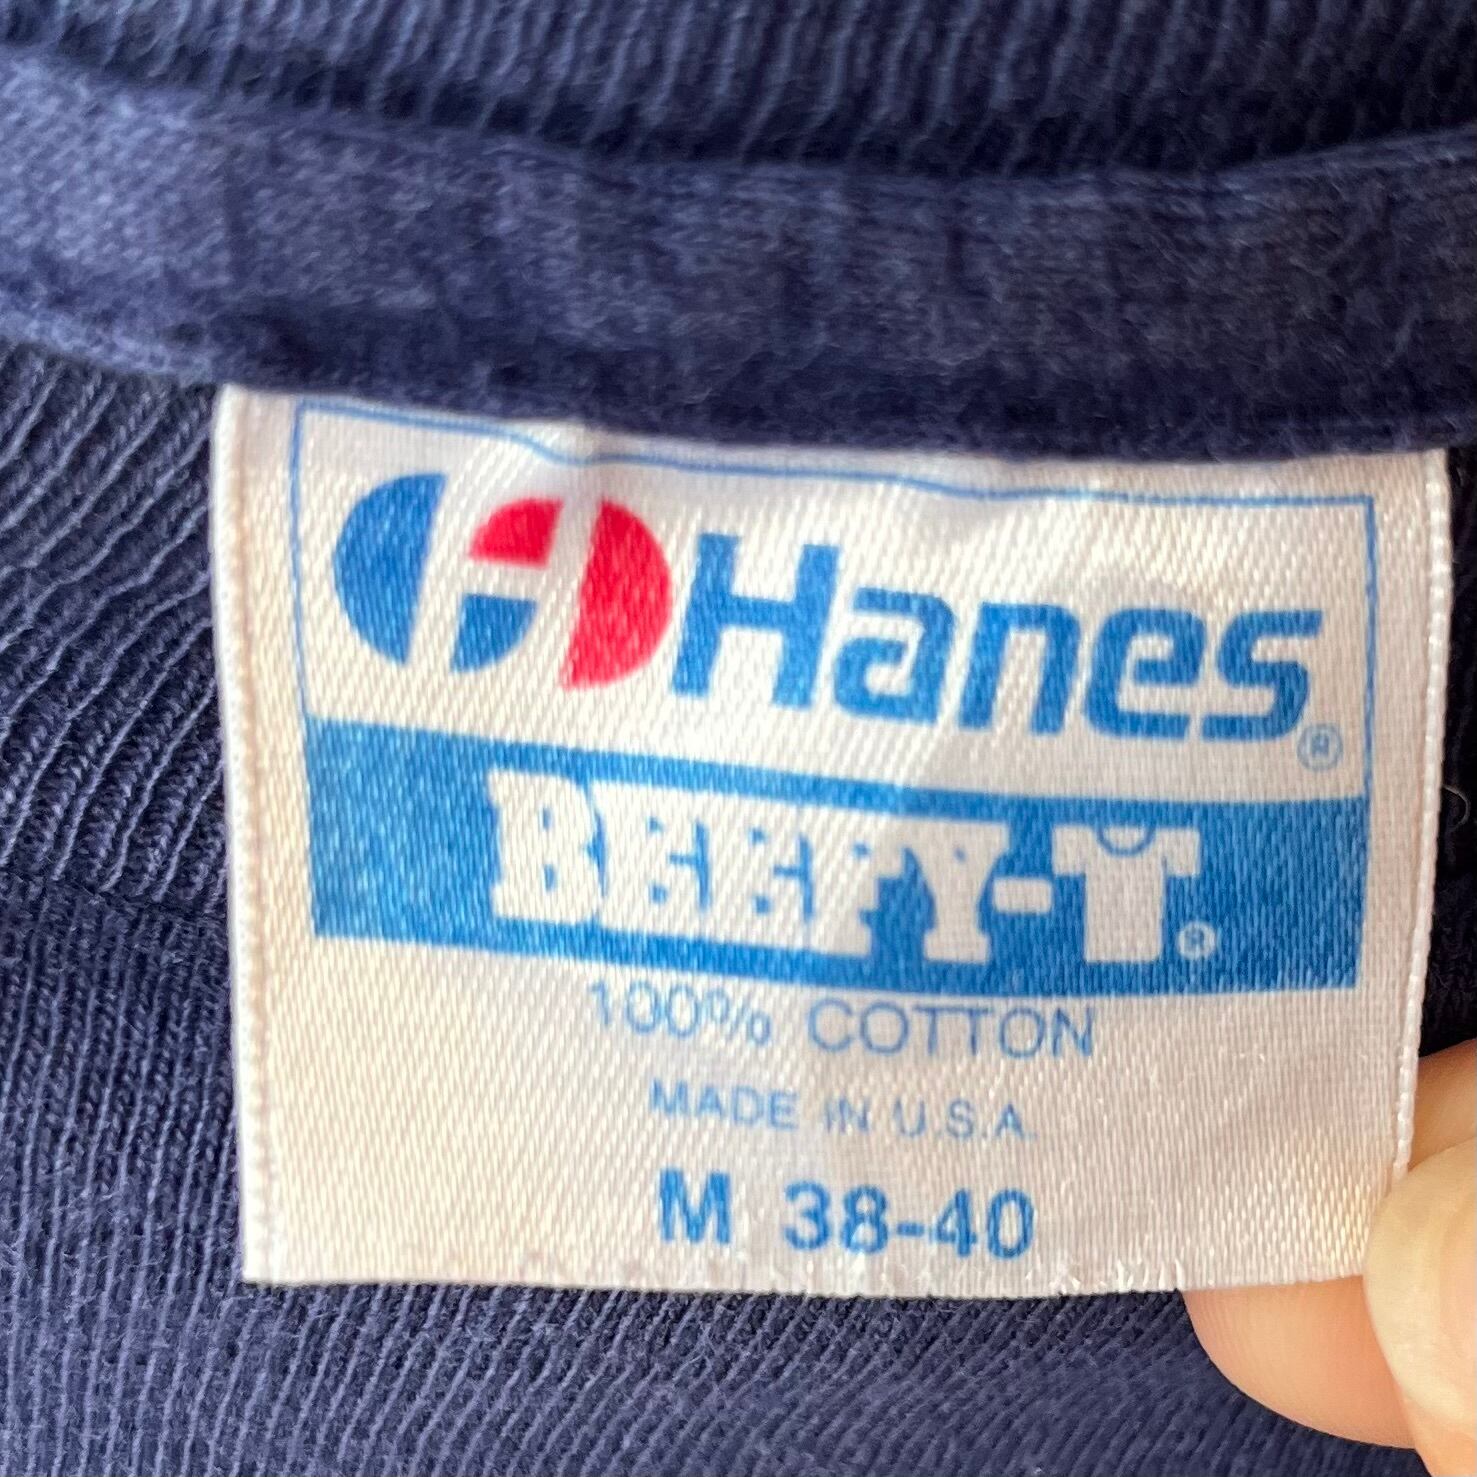 Hanes®
BEEFY-T®
100% COTTON
MADE IN U.S.A.
M 38-40